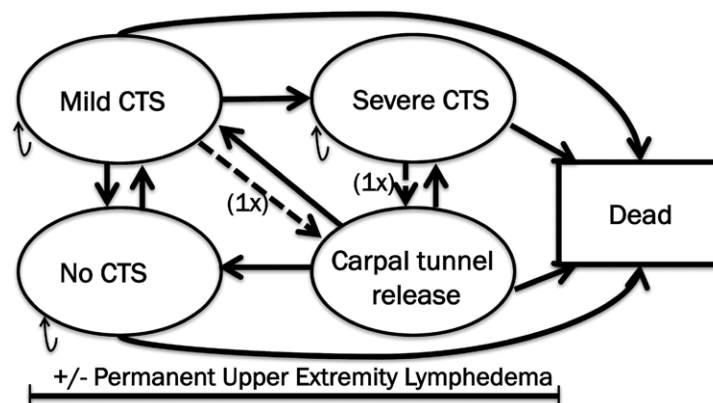 Mild CTS
Severe CTS
(1x)
(1x)
Dead
No CTS
Carpal tunnel
release
+/- Permanent Upper Extremity Lymphedema